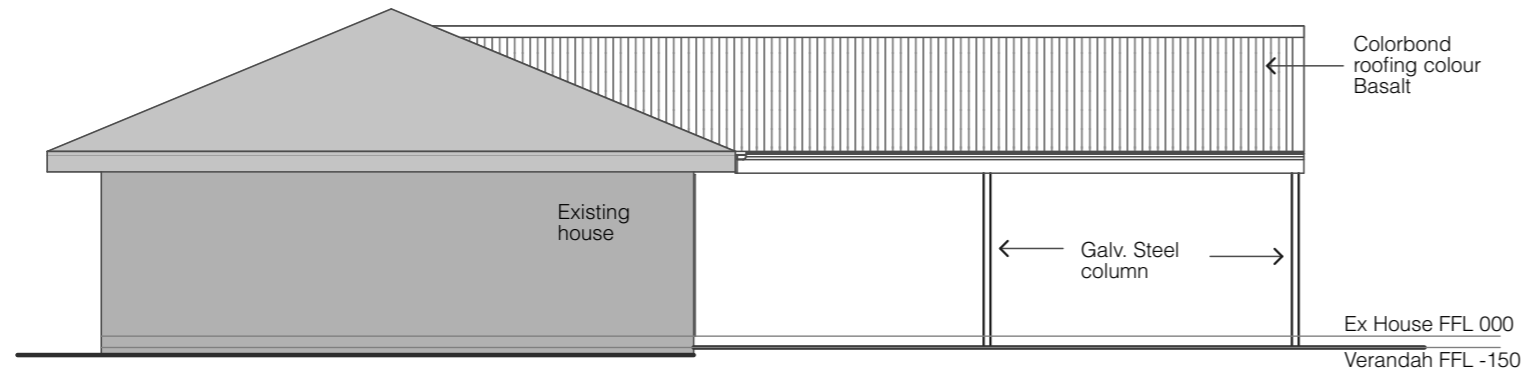 Colorbond
roofing colour
Basalt
Existing
house
Galv. Steel
column
Ex House FFL 000
Verandah FFL -150